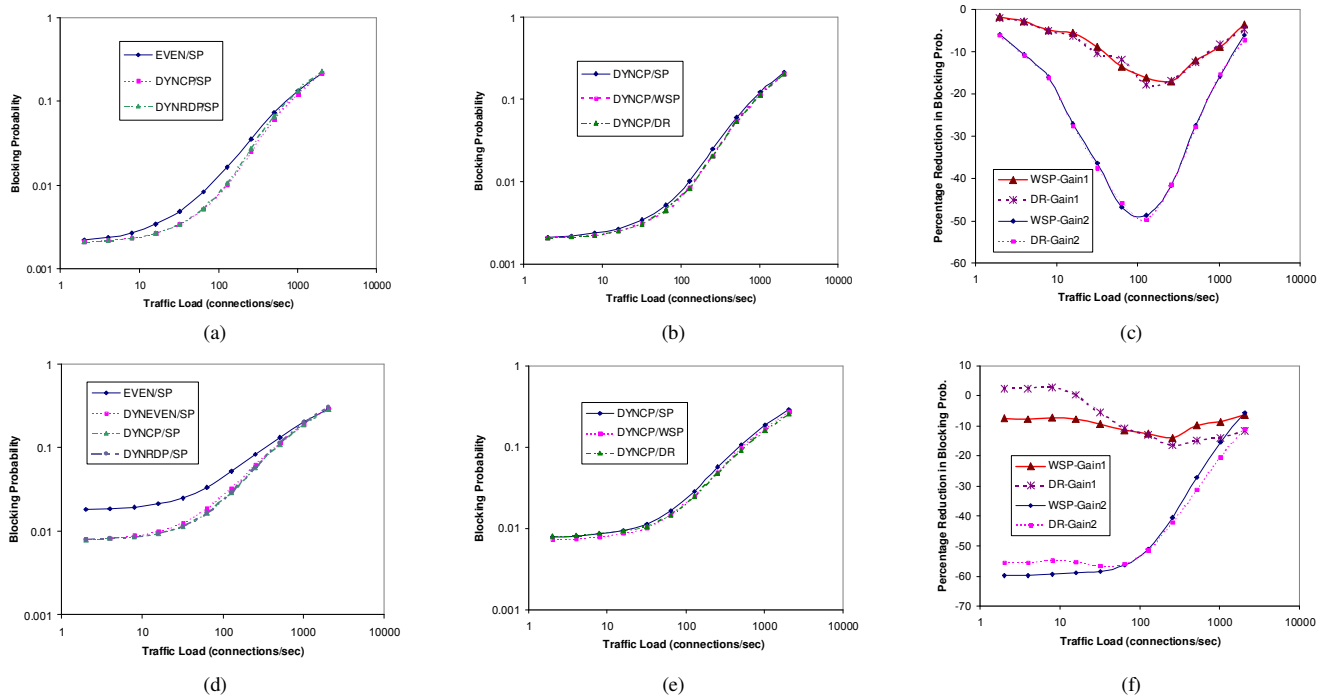 1
0.1
0.01
0.001
Blocking Probability
EVEN/SP
DYNCP/SP
DYNRDP/SP
1 10 100 1000 10000
Traffic Load (connections/sec)
(a)
1
0.1
0.01
0.001
Blocking Probability
DYNCP/SP
DYNCP/WSP
DYNCP/DR
1 10 100 1000 10000
Traffic Load (connections/sec)
(b)
0
-10
-20
-30
-40
-50
-60
Percentage Reduction in Blocking Prob.
WSP-Gain1
DR-Gain1
WSP-Gain2
DR-Gain2
1 10 100 1000 10000
Traffic Load (connections/sec)
(c)
1
0.1
0.01
0.001
Blocking Probability
EVEN/SP
DYNEVEN/SP
DYNCP/SP
DYNRDP/SP
1 10 100 1000 10000
Traffic Load (connections/sec)
(d)
1
0.1
0.01
0.001
Blocking Probability
DYNCP/SP
DYNCP/WSP
DYNCP/DR
1 10 100 1000 10000
Traffic Load (connections/sec)
(e)
10
0
-10
-20
-30
-40
-50
-60
-70
Percentage Reduction in Blocking Prob.
WSP-Gain1
DR-Gain1
WSP-Gain2
DR-Gain2
1 10 100 1000 10000
Traffic Load (connections/sec)
(f)